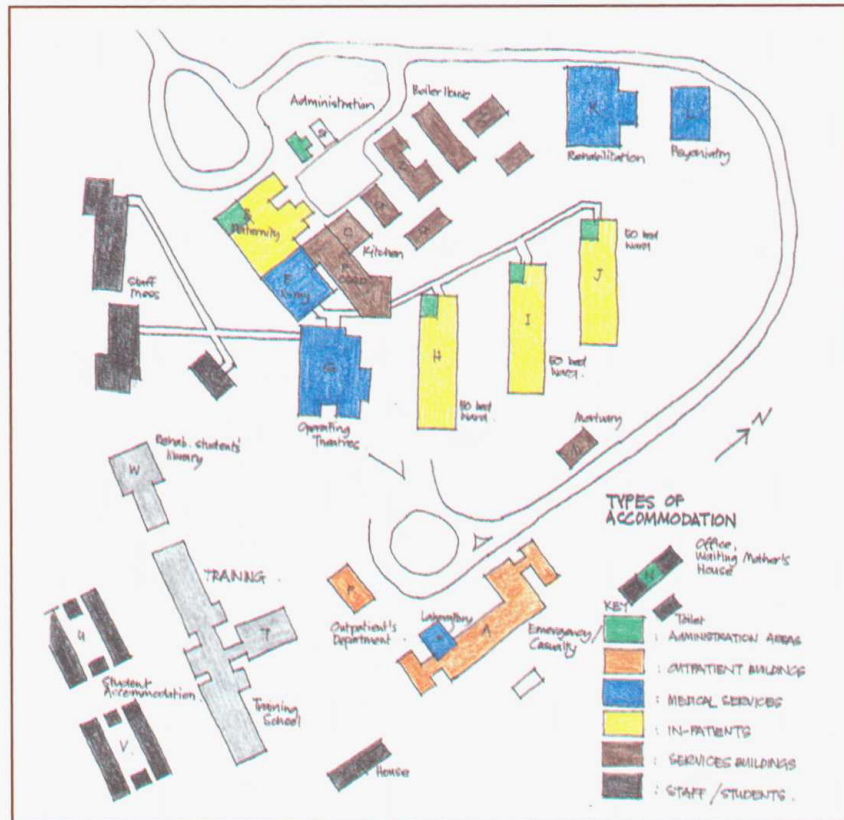 Administration
Boiler House
K
Rehabilitation
L
Psychiatry
Maternity
Kitchen
50 bed
ward
J
Staff
Mess
G
H
I
50 bed
ward.
50 bed
ward.
Operating
Theatres
Mortuary
N
Rehab. students'
library
W
TRAINING.
T
Training
School
U
Student
Accommodation
V.
Outpatient's
Department
Laboratory
A
Emergency
Casualty
House
TYPES OF
ACCOMMODATION
Office,
Waiting Mother's
House
Toilet
KEY
: ADMINISTRATION AREAS
: OUTPATIENT BUILDINGS
: MEDICAL SERVICES
: IN-PATIENTS
: SERVICES BUILDINGS
: STAFF / STUDENTS.